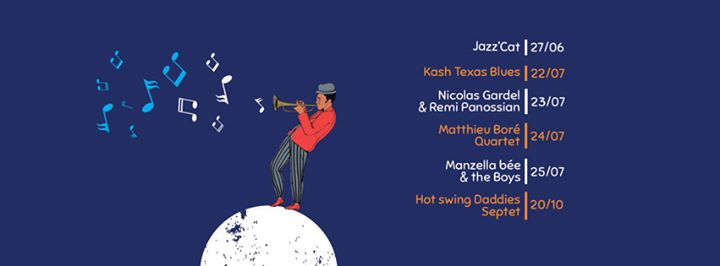 Jazz'Cat 27/06
Kash Texas Blues 22/07
Nicolas Gardel
& Remi Panossian 23/07
Matthieu Boré
Quartet 24/07
Manzella bée
& the Boys 25/07
Hot swing Daddies
Septet 20/10